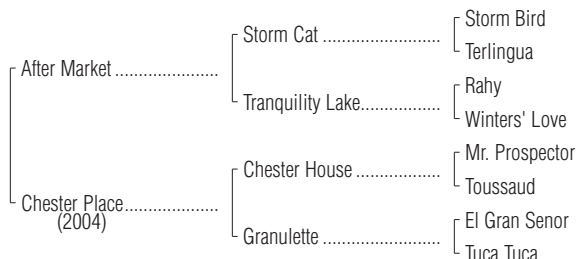 After Market ......................
Chester Place....................
(2004)
Storm Cat .........................
Tranquility Lake.................
Chester House ..................
Granulette .........................
Storm Bird
Terlingua
Rahy
Winters' Love
Mr. Prospector
Toussaud
El Gran Senor
Tuca Tuca